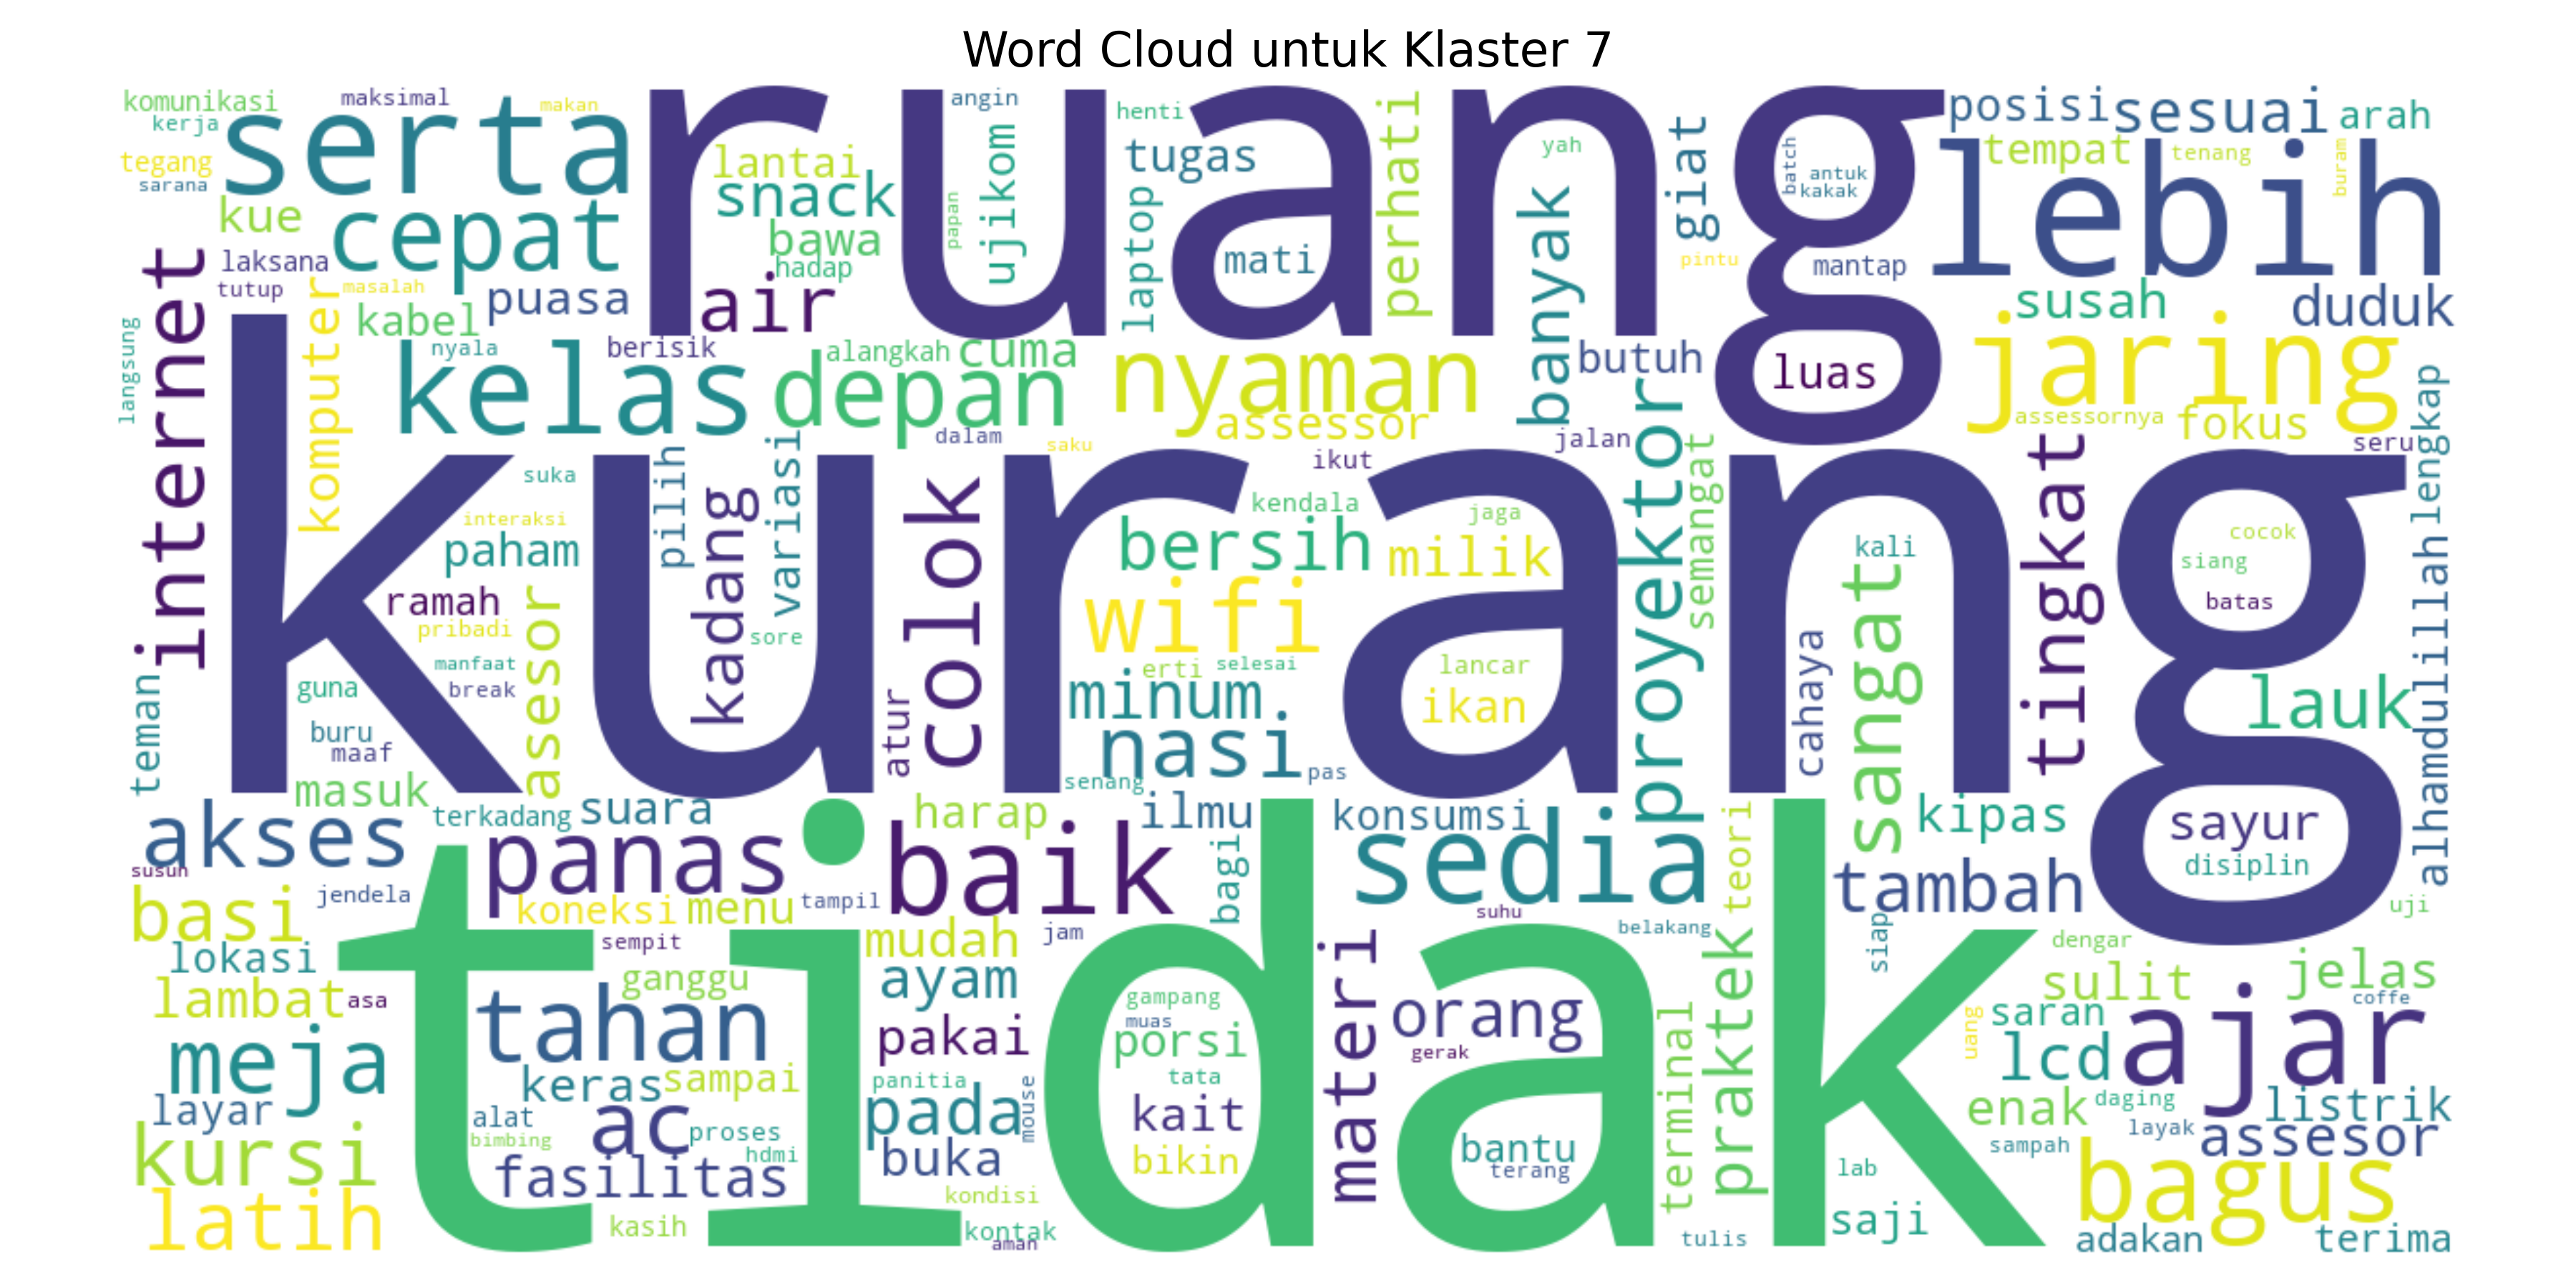 Word Cloud untuk Klaster 7
komunikasi
maksimal
makan
kerja
serta
ruang
angin
henti
posisi
sesuai
arah
tegang
sarana
lantai
snack
ujikom
tugas
perhati
yah
giat
batch
antuk
kakak
tempat
tenang
buram
lebih
kue
cepat
bawa
hadap
papan
laptop
mati
banyak
pintu
mantap
laksana
tutup
masalah
puasa
air
susah
duduk
internet
komputer
kabel
langsung
nyala
berisik
kelas
alangkah
cuma
depan
nyaman
butuh
luas
jaring
assessor
assessornya
fokus
dalam
saku
jalan
seru
lengkap
kurang
suka
pilih
variasi
kadang
colok
ikut
kendala
jaga
proyektor
semangat
tingkat
cocok
siang
batas
interaksi
paham
bersih
milik
kali
ramah
pribadi
asesor
sore
wifi
cahaya
sangat
alhamdulillah
manfaat
break
erti
selesai
lancar
guna
minum
ikan
lauk
teman
buru
maaf
atur
nasi
pas
masuk
senang
terkadang
suara
harap
ilmu
konsumsi
kipas
sayur
disiplin
akses
panas
baik
bagi
sedia
teori
tambah
susun
basi
jendela
koneksi
menu
tampil
suhu
belakang
siap
uji
tidak
sempit
mudah
jam
lokasi
ganggu
ayam
materi
praktek
dengar
sulit
jelas
lambat
asa
tahan
gampang
muas
porsi
orang
gerak
terminal
uang
saran
coffe
meja
pakai
lcd
ajar
keras
sampai
panitia
mouse
tata
layar
alat
ac
proses
pada
kait
bantu
terang
enak
daging
listrik
bimbing
hdmi
layak
assesor
kursi
fasilitas
buka
bikin
lab
sampah
latih
kasih
kondisi
kontak
aman
tulis
saji
bagus
adakan
terima